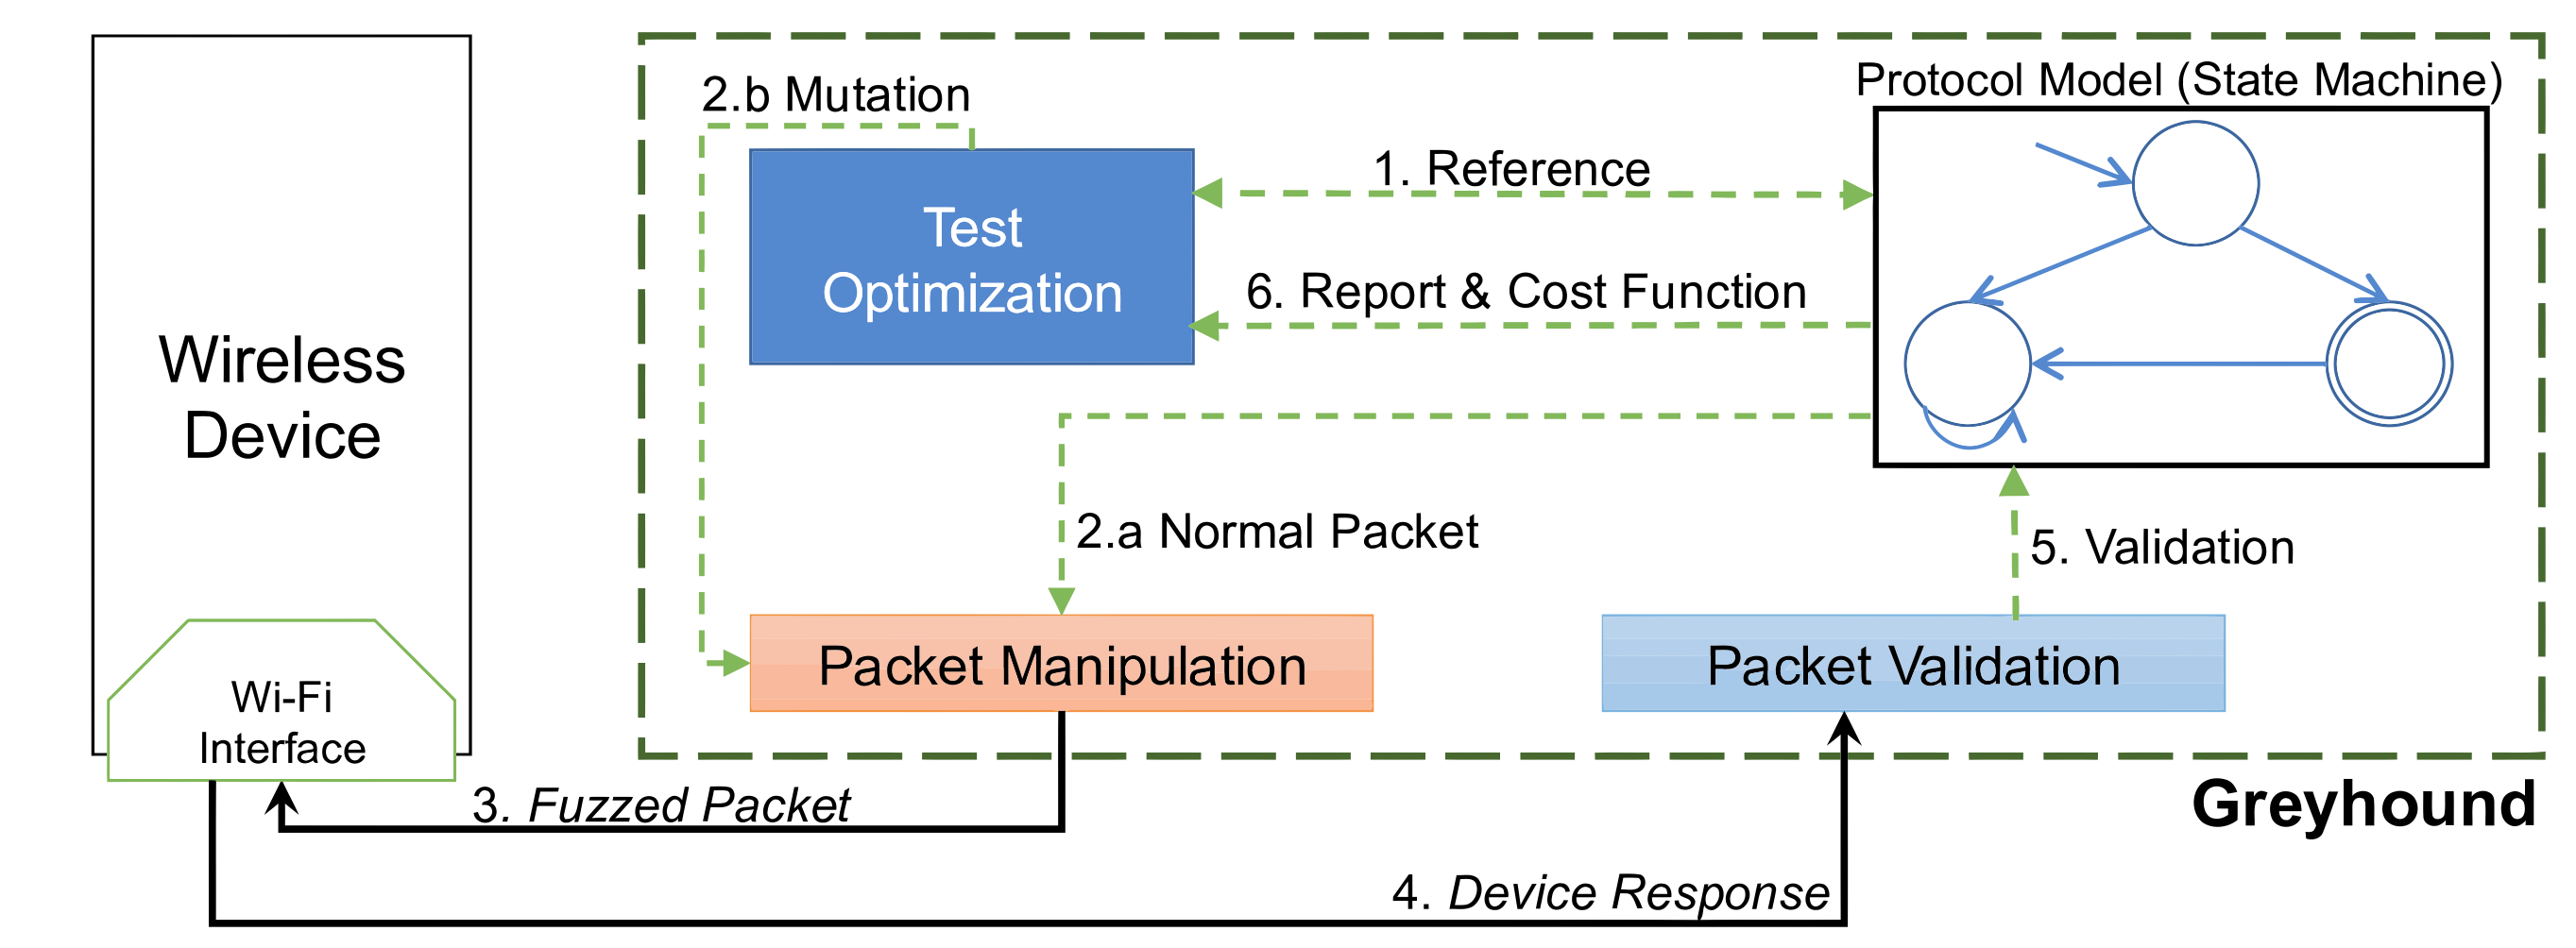 2.b Mutation
Protocol Model (State Machine)
1. Reference
Test
Optimization
6. Report & Cost Function
Wireless
Device
2.a Normal Packet
5. Validation
Packet Manipulation
Packet Validation
Wi-Fi
Interface
3. Fuzzed Packet
Greyhound
4. Device Response